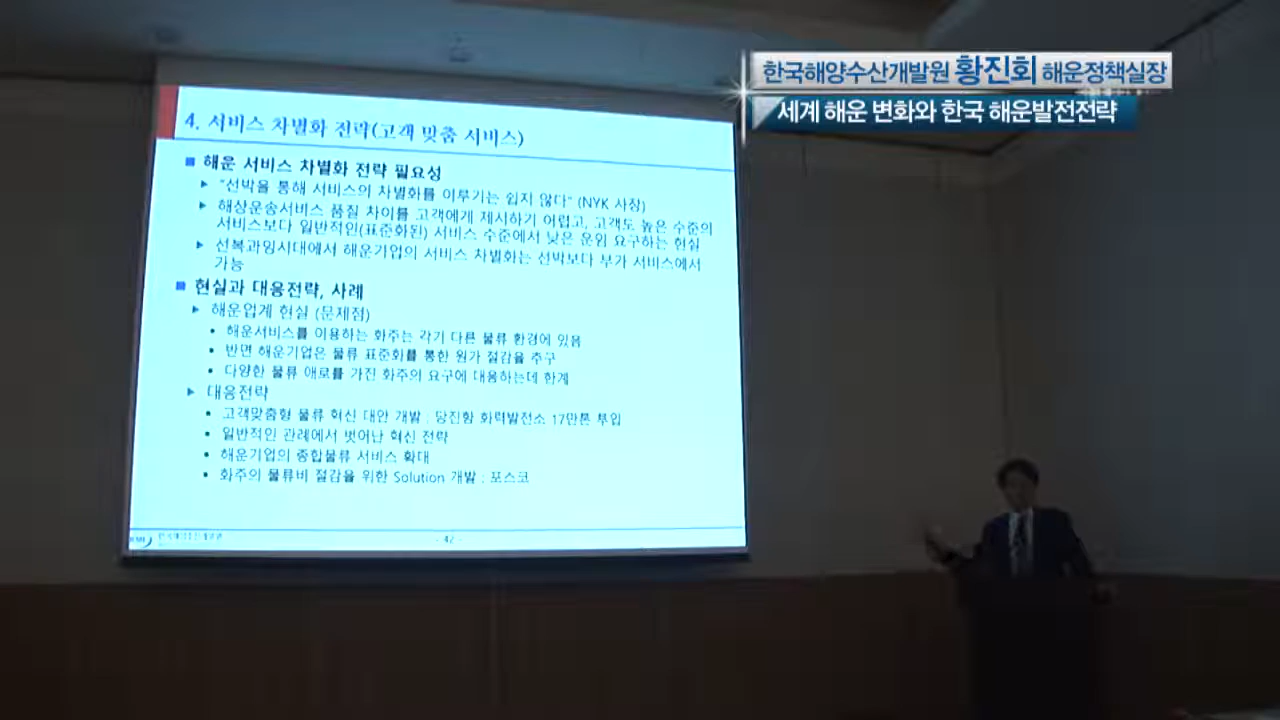 한국해양수산개발원 황진회 해운정책실장
세계 해운 변화와 한국 해운발전전략
4. 서비스 차별화 전략(고객 맞춤 서비스)
■ 해운 서비스 차별화 전략 필요성
▶ "선박을 통해 서비스의 차별화를 이루기는 쉽지 않다" (NYK 사장)
▶ 해상운송서비스 품질 차이를 고객에게 제시하기 어렵고, 고객도 높은 수준의
서비스보다 일반적인(표준화된) 서비스 수준에서 낮은 운임 요구하는 현실
▶ 선복과잉시대에서 해운기업의 서비스 차별화는 선박보다 부가 서비스에서
가능
■ 현실과 대응전략, 사례
▶ 해운업계 현실 (문제점)
• 해운서비스를 이용하는 화주는 각기 다른 물류 환경에 있음
• 반면 해운기업은 물류 표준화를 통한 원가 절감을 추구
• 다양한 물류 애로를 가진 화주의 요구에 대응하는데 한계
▶ 대응전략
• 고객맞춤형 물류 혁신 대안 개발 : 당진항 화력발전소 17만톤 투입
• 일반적인 관례에서 벗어난 혁신 전략
• 해운기업의 종합물류 서비스 확대
• 화주의 물류비 절감을 위한 Solution 개발 : 포스코
- 42 -